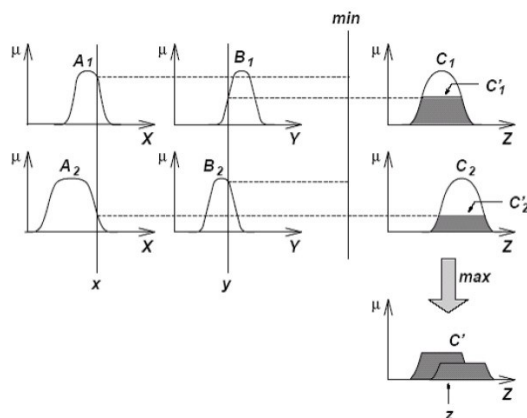 min
μ A1 μ B1 μ C1 C'1
X Y Z
μ A2 μ B2 μ C2 C'2
X Y Z
x y
max
μ C'
Z
z